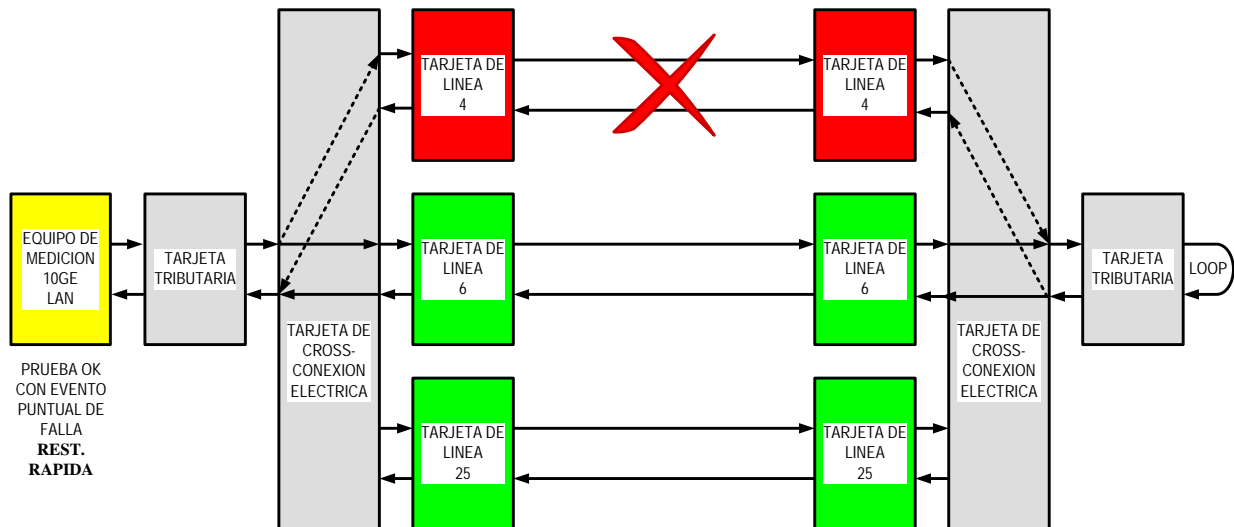 TARJETA DE
LINEA
4
TARJETA DE
LINEA
4
EQUIPO DE
MEDICION
10GE
LAN
TARJETA
TRIBUTARIA
TARJETA DE
LINEA
6
TARJETA DE
LINEA
6
TARJETA
TRIBUTARIA
LOOP
TARJETA DE
CROSS-
CONEXION
ELECTRICA
TARJETA DE
CROSS-
CONEXION
ELECTRICA
PRUEBA OK
CON EVENTO
PUNTUAL DE
FALLA
REST.
RAPIDA
TARJETA DE
LINEA
25
TARJETA DE
LINEA
25